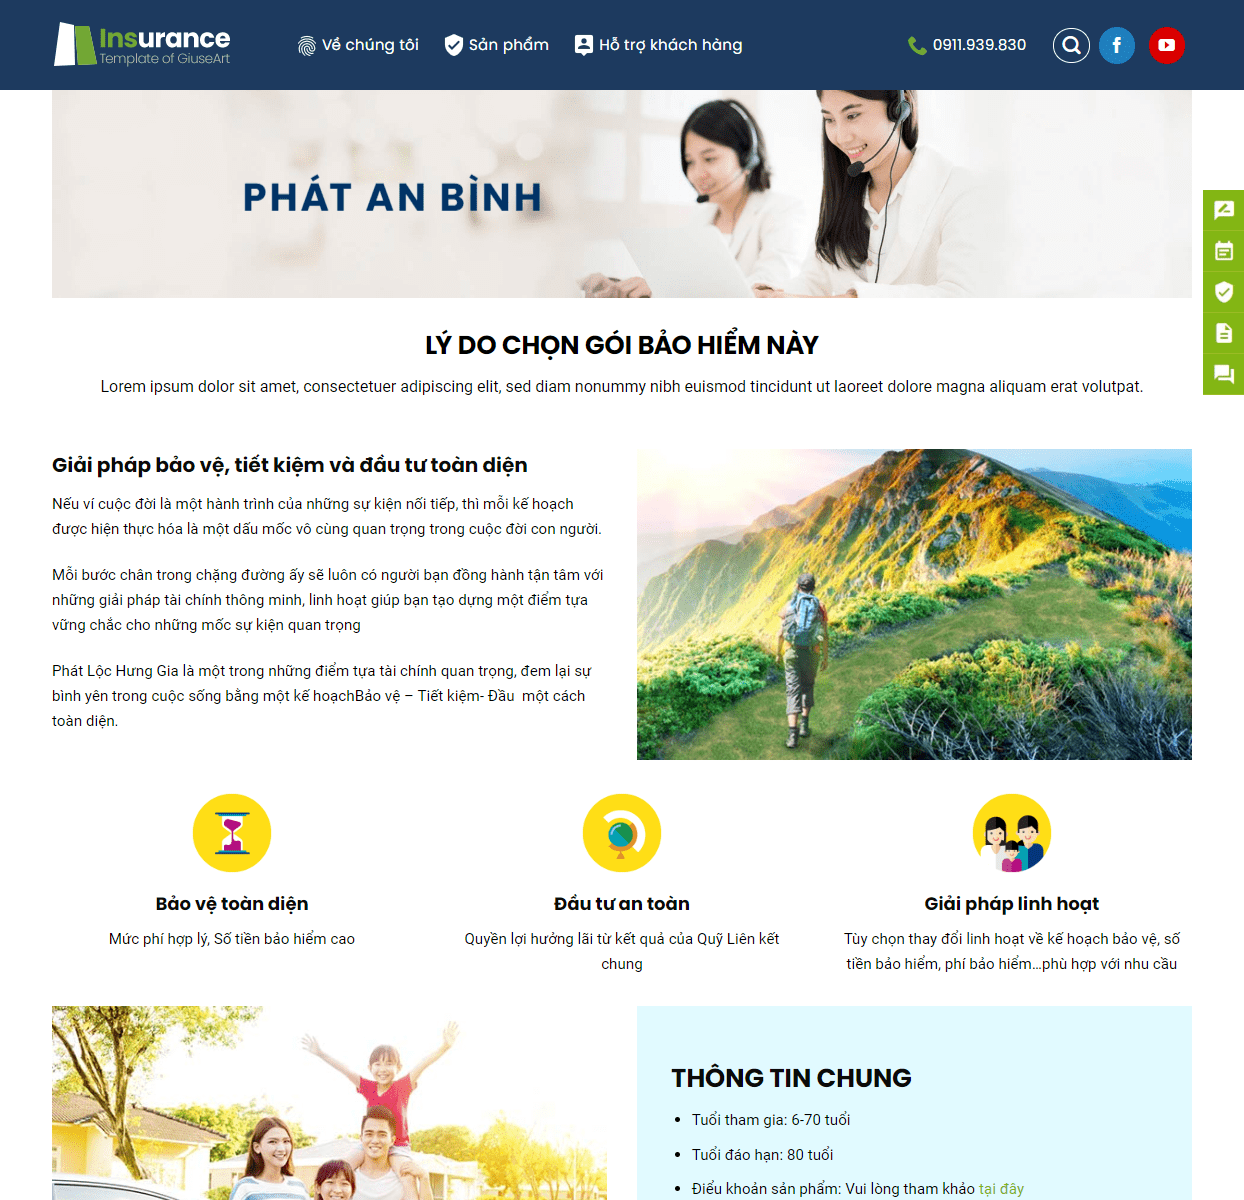 Insurance
Template of GiuseArt
Về chúng tôi
Sản phẩm
Hỗ trợ khách hàng
0911.939.830
PHÁT AN BÌNH
LÝ DO CHỌN GÓI BẢO HIỂM NÀY
Lorem ipsum dolor sit amet, consectetuer adipiscing elit, sed diam nonummy nibh euismod tincidunt ut laoreet dolore magna aliquam erat volutpat.
Giải pháp bảo vệ, tiết kiệm và đầu tư toàn diện
Nếu ví cuộc đời là một hành trình của những sự kiện nối tiếp, thì mỗi kế hoạch
được hiện thực hóa là một dấu mốc vô cùng quan trọng trong cuộc đời con người.
Mỗi bước chân trong chặng đường ấy sẽ luôn có người bạn đồng hành tận tâm với
những giải pháp tài chính thông minh, linh hoạt giúp bạn tạo dựng một điểm tựa
vững chắc cho những mốc sự kiện quan trọng
Phát Lộc Hưng Gia là một trong những điểm tựa tài chính quan trọng, đem lại sự
bình yên trong cuộc sống bằng một kế hoạchBảo vệ – Tiết kiệm- Đầu  một cách
toàn diện.
Bảo vệ toàn diện
Mức phí hợp lý, Số tiền bảo hiểm cao
Đầu tư an toàn
Quyền lợi hưởng lãi từ kết quả của Quỹ Liên kết
chung
Giải pháp linh hoạt
Tùy chọn thay đổi linh hoạt về kế hoạch bảo vệ, số
tiền bảo hiểm, phí bảo hiểm…phù hợp với nhu cầu
THÔNG TIN CHUNG
• Tuổi tham gia: 6-70 tuổi
• Tuổi đáo hạn: 80 tuổi
• Điều khoản sản phẩm: Vui lòng tham khảo tại đây